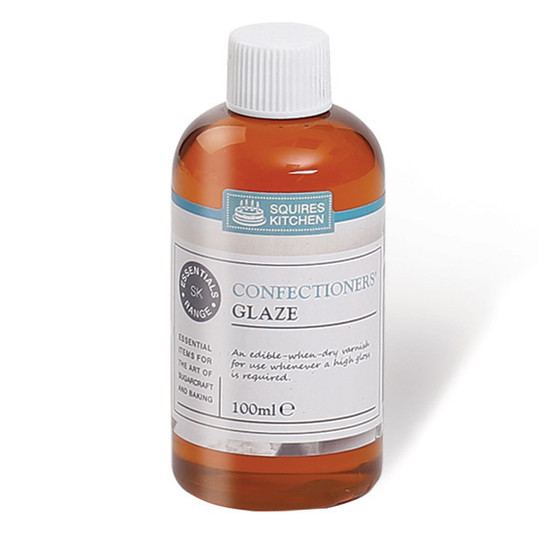 SQUIRES
KITCHEN
ESSENTIALS
SK
RANGE
ESSENTIAL
ITEMS FOR
THE ART OF
SUGARCRAFT
AND BAKING
CONFECTIONERS'
GLAZE
An edible-when-dry varnish
for use whenever a high gloss
is required.
100ml ℮